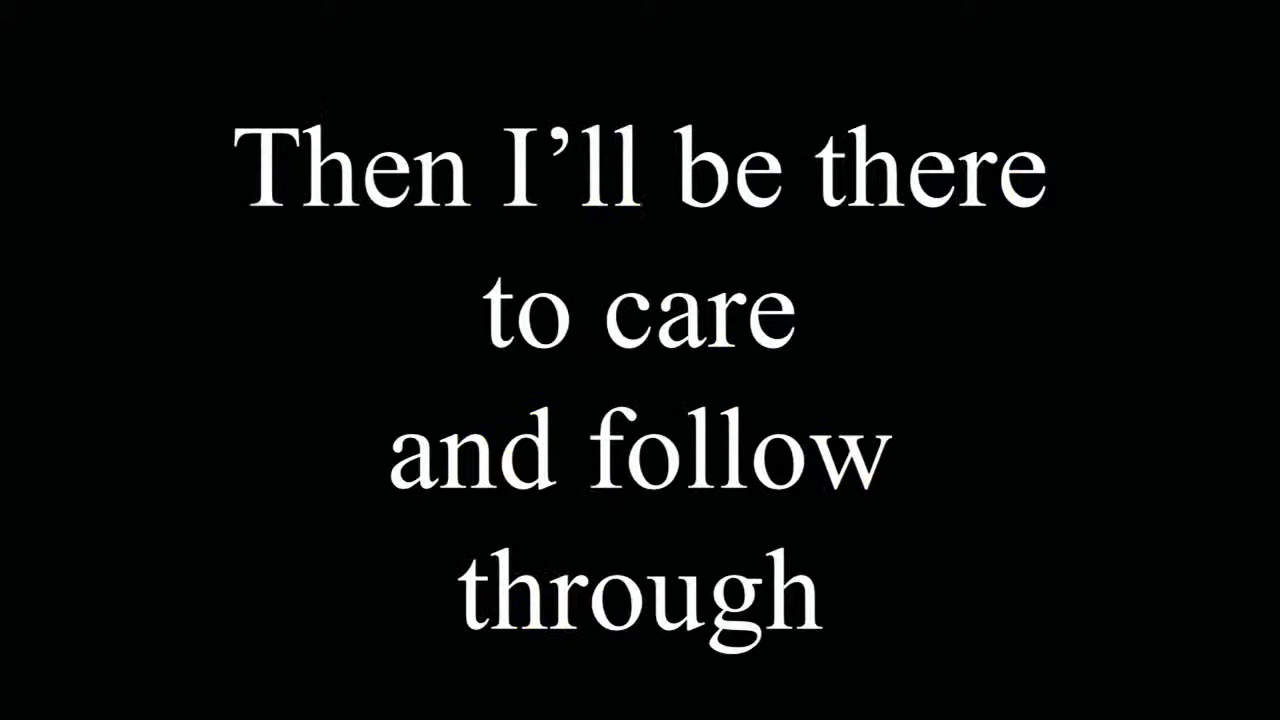 Then I’ll be there
to care
and follow
through